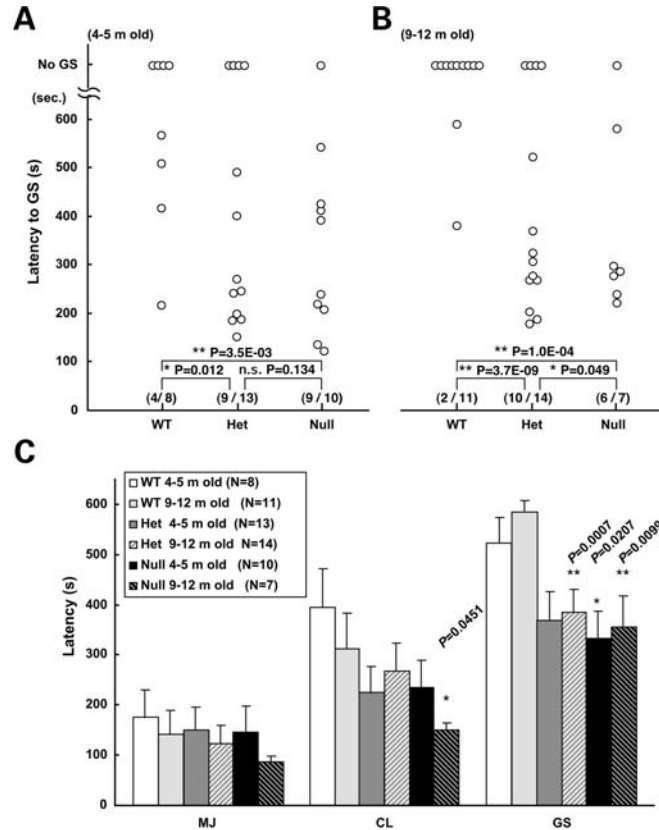 A
(4-5 m old)
No GS
(sec.)
600
500
400
300
200
100
0
Latency to GS (s)
** P=3.5E-03
* P=0.012
n.s. P=0.134
(4/ 8)
(9 / 13)
(9 / 10)
WT
Het
Null
B
(9-12 m old)
** P=1.0E-04
** P=3.7E-09
* P=0.049
(2 / 11)
(10 / 14)
(6 / 7)
WT
Het
Null
C
WT 4-5 m old (N=8)
WT 9-12 m old (N=11)
Het 4-5 m old (N=13)
Het 9-12 m old (N=14)
Null 4-5 m old (N=10)
Null 9-12 m old (N=7)
600
500
400
300
200
100
0
Latency (s)
P=0.0451
*
P=0.0007
P=0.0207
P=0.0099
**
*
**
MJ
CL
GS